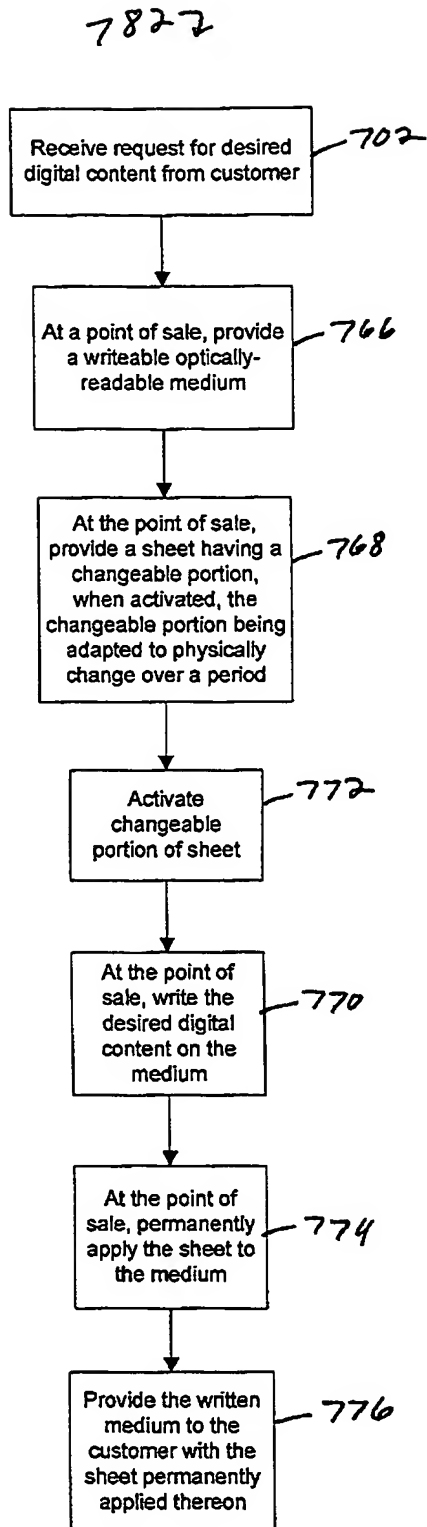 7822
Receive request for desired
digital content from customer
702
At a point of sale, provide
a writeable optically-
readable medium
766
At the point of sale,
provide a sheet having a
changeable portion,
when activated, the
changeable portion being
adapted to physically
change over a period
768
Activate
changeable
portion of sheet
772
At the point of
sale, write the
desired digital
content on the
medium
770
At the point of
sale, permanently
apply the sheet to
the medium
774
Provide the written
medium to the
customer with the
sheet permanently
applied thereon
776